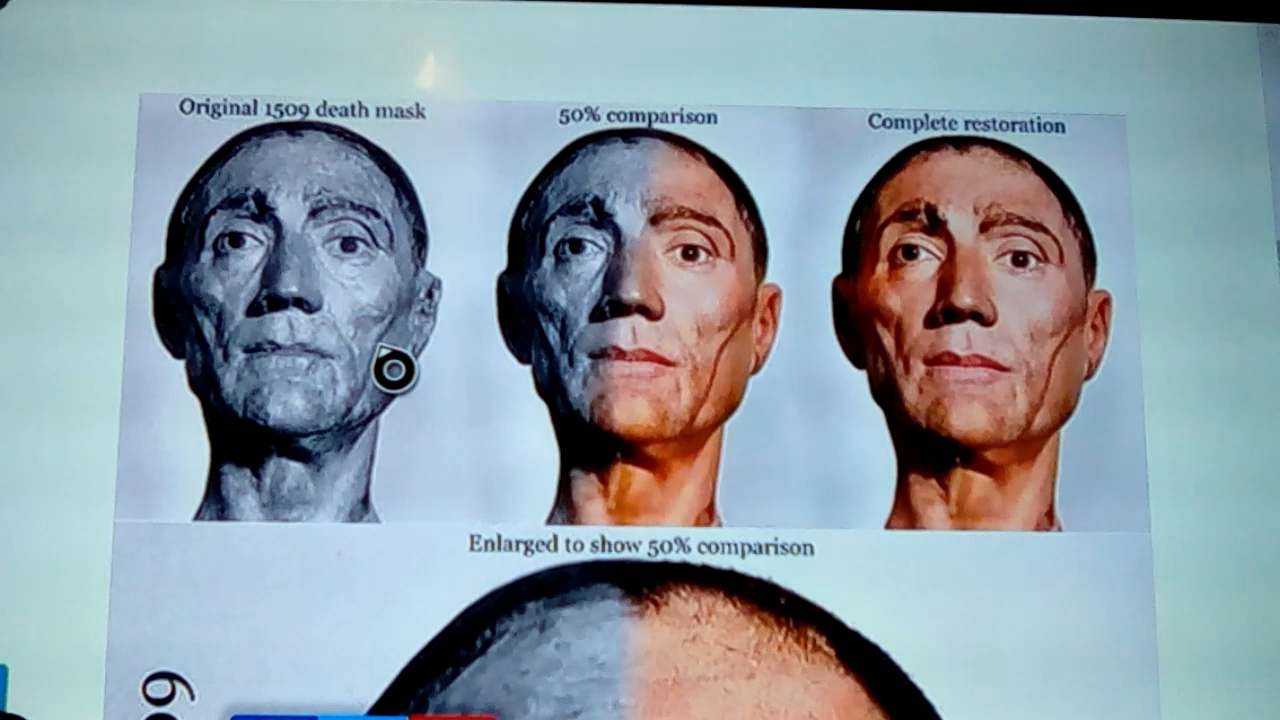 Original 1509 death mask
50% comparison
Complete restoration
Enlarged to show 50% comparison